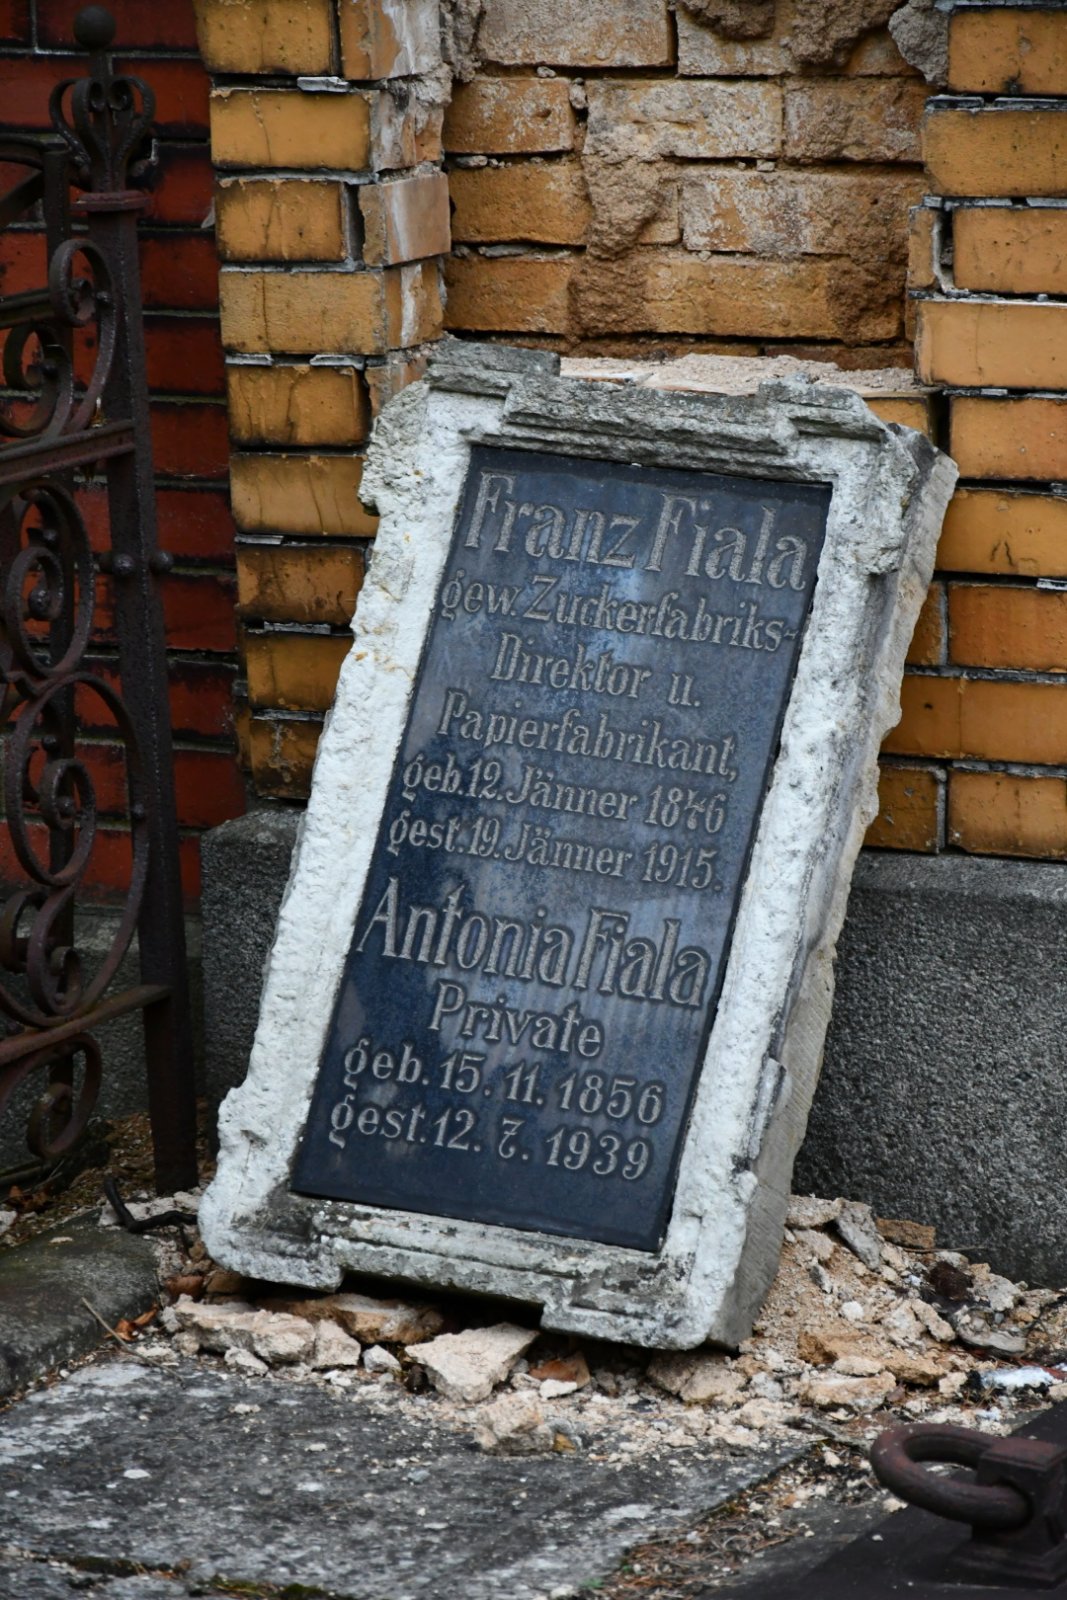 Franz Fiala
gew. Zuckerfabriks-
Direktor u.
Papierfabrikant,
geb. 12. Jänner 1846
gest. 19. Jänner 1915.
Antonia Fiala
Private
geb. 15. 11. 1856
gest. 12. 7. 1939